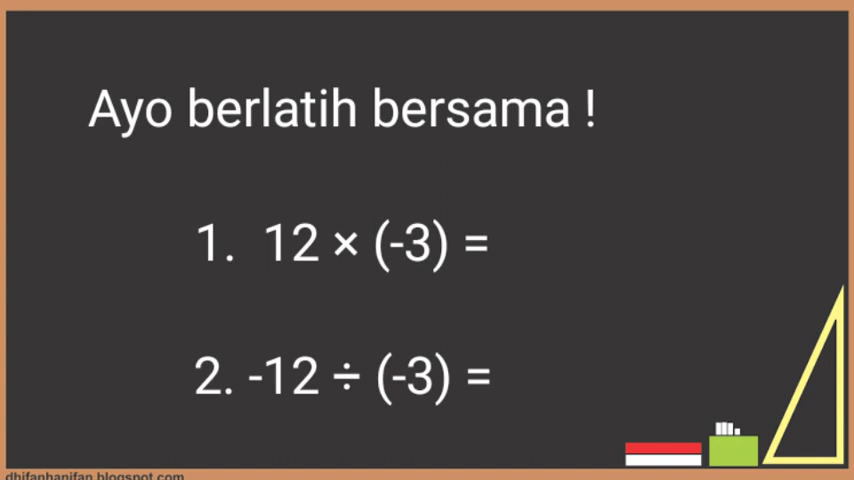 Ayo berlatih bersama !
1. 12 × (-3) =
2. -12 ÷ (-3) =
dhifanhanifan.blogspot.com